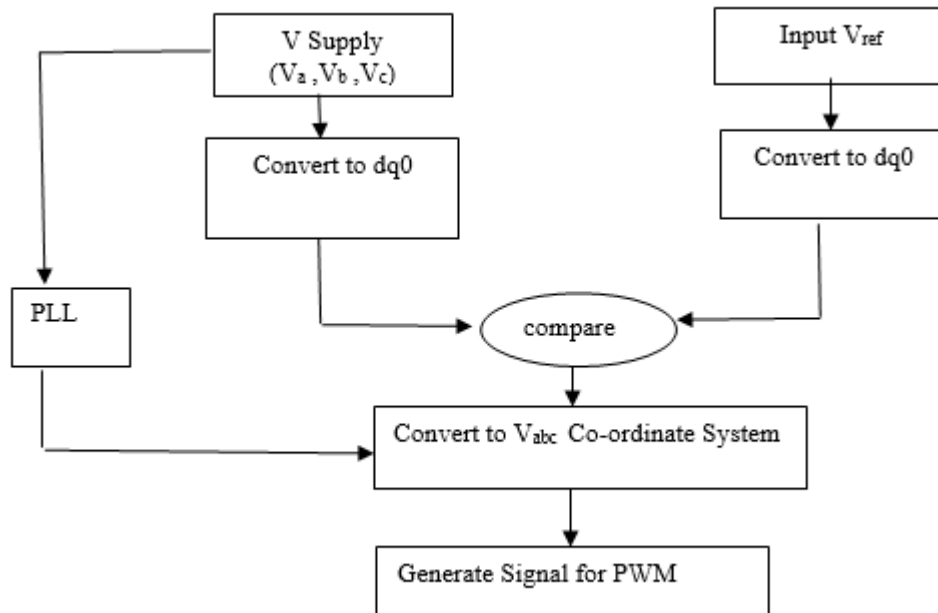 V Supply
(Va ,Vb ,Vc)
Input Vref
Convert to dq0
Convert to dq0
PLL
compare
Convert to Vabc Co-ordinate System
Generate Signal for PWM